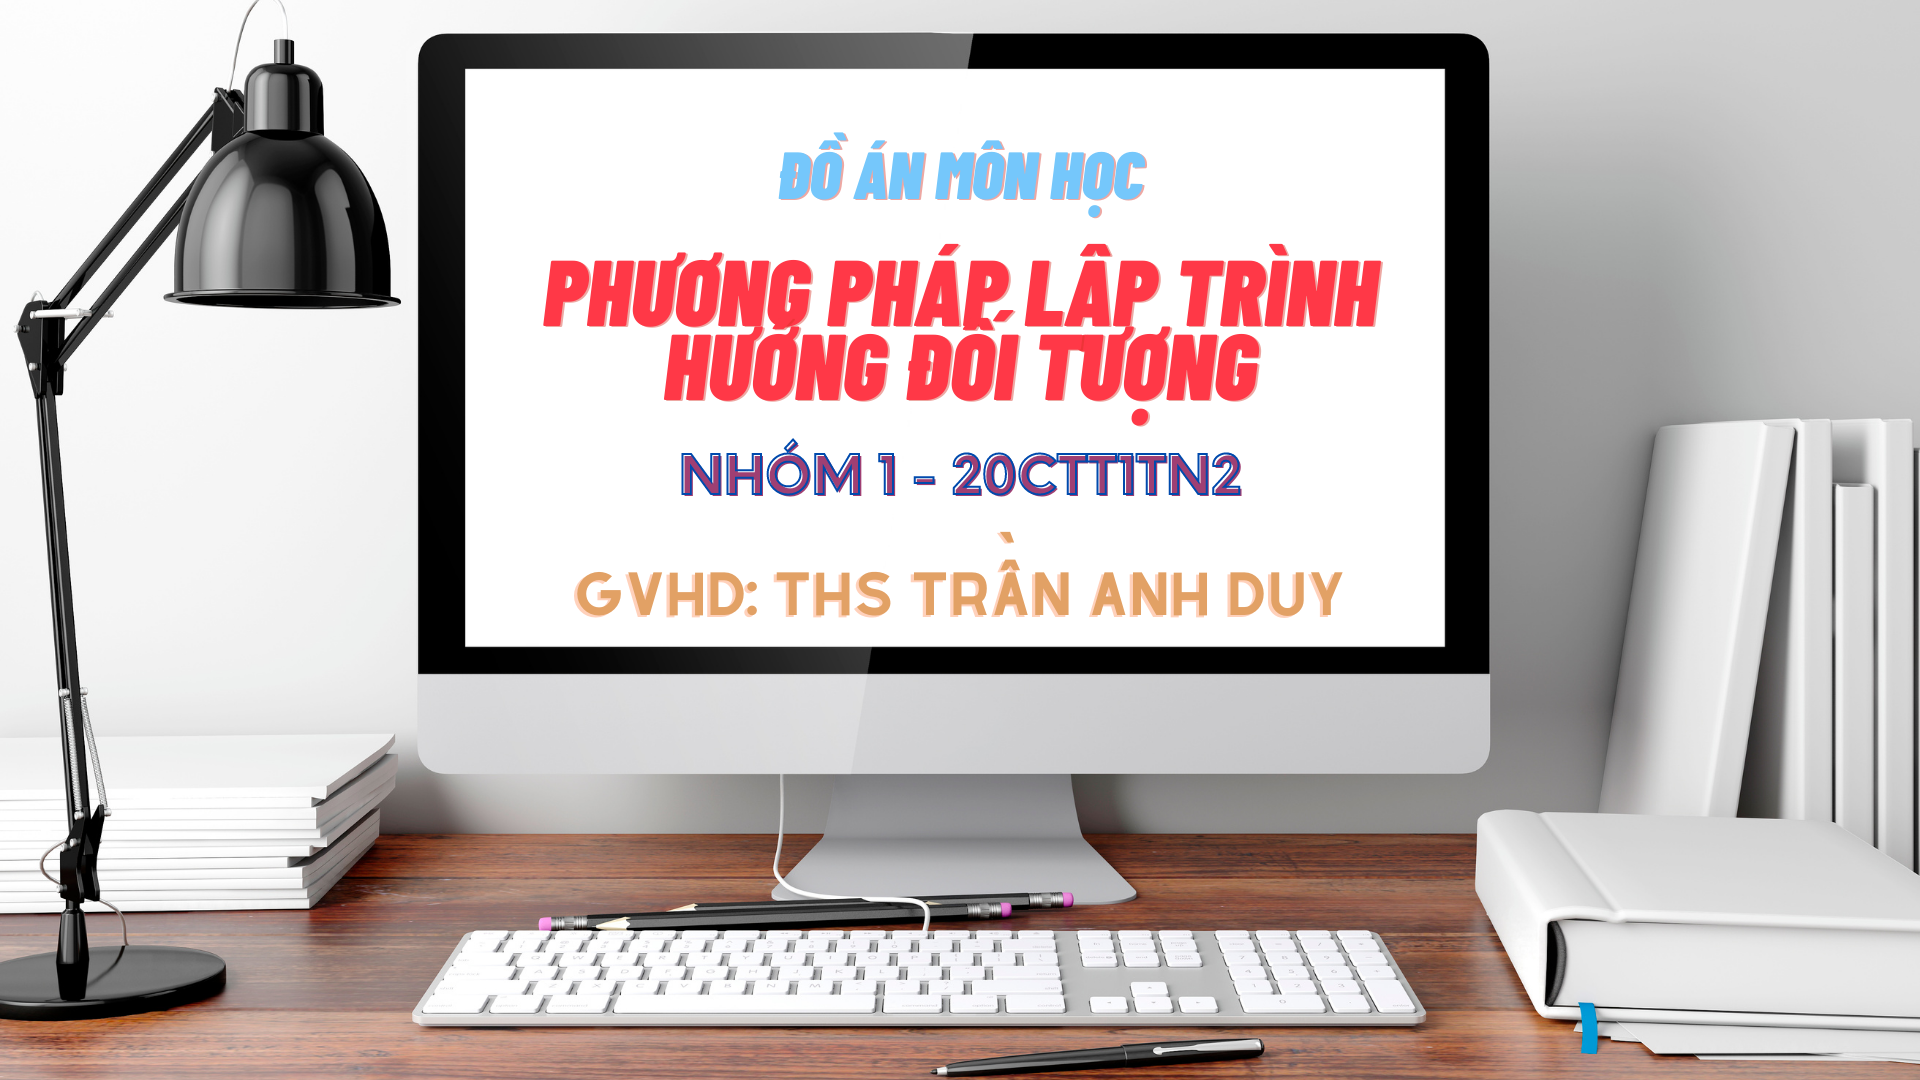 ĐỒ ÁN MÔN HỌC
PHƯƠNG PHÁP LẬP TRÌNH
HƯỚNG ĐỐI TƯỢNG
NHÓM 1 - 20CTT1TN2
GVHD: THS TRẦN ANH DUY